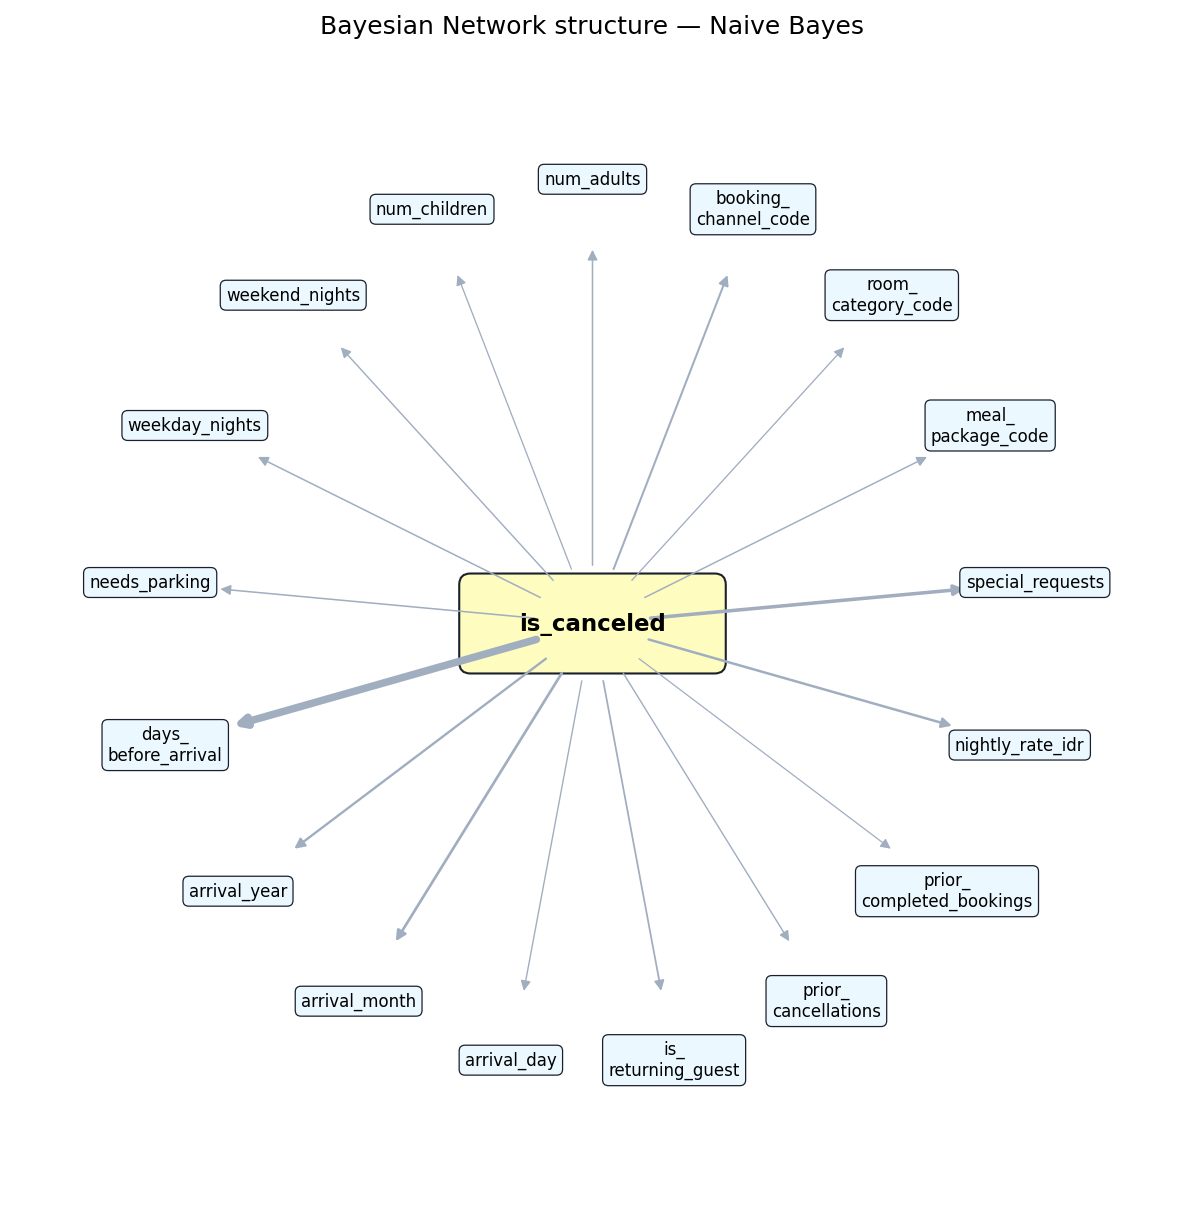 Bayesian Network structure — Naive Bayes
num_adults
booking_
channel_code
num_children
room_
category_code
weekend_nights
meal_
package_code
weekday_nights
needs_parking
special_requests
is_canceled
days_
before_arrival
nightly_rate_idr
arrival_year
prior_
completed_bookings
arrival_month
prior_
cancellations
arrival_day
is_
returning_guest